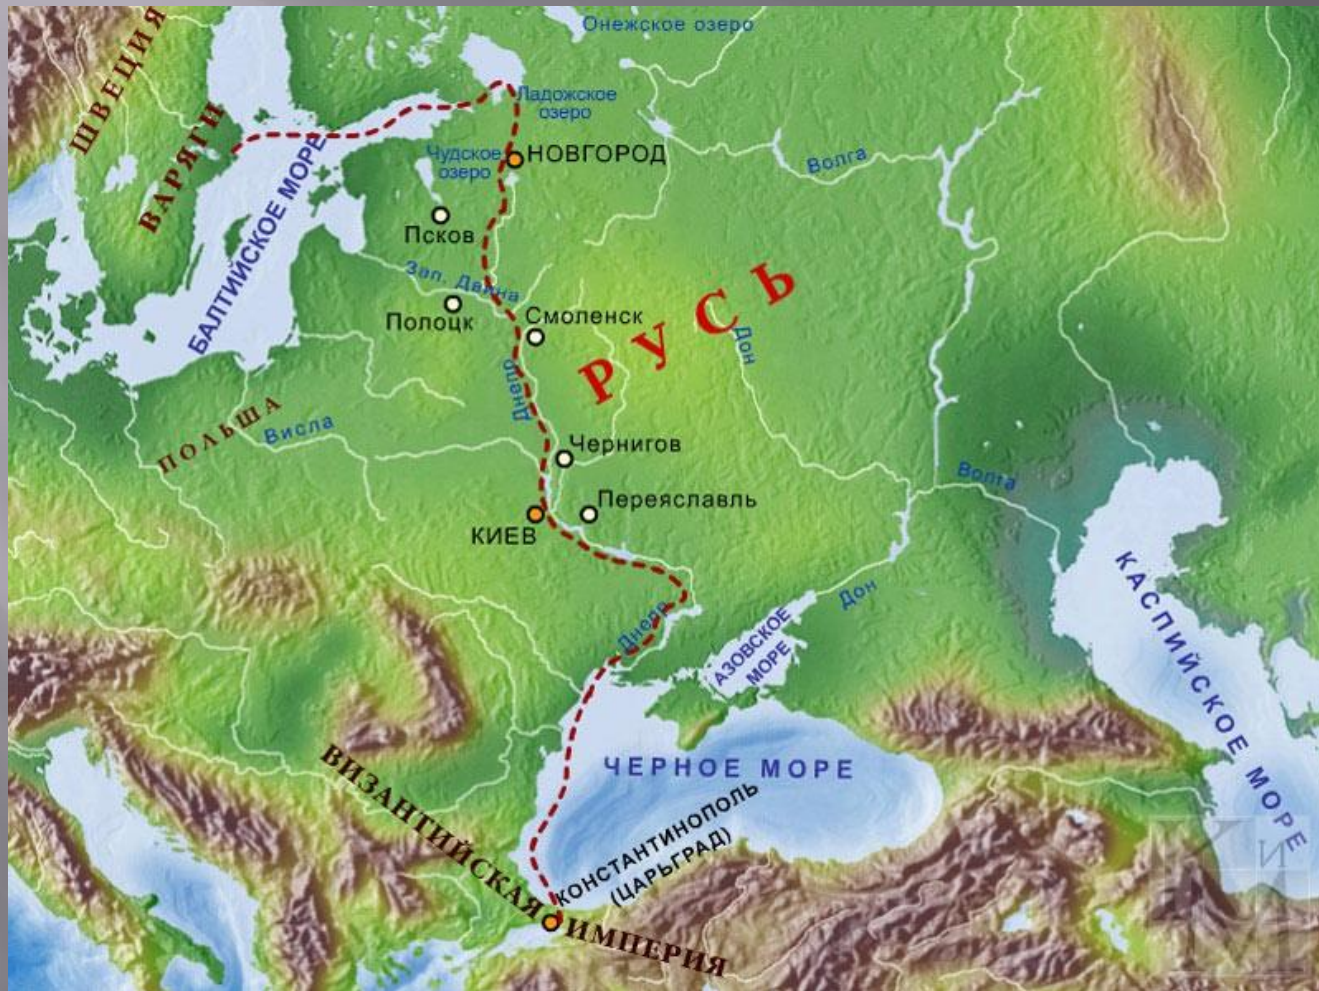 Онежское озеро
ШВЕЦИЯ
ВАРЯГИ
Ладожское
озеро
НОВГОРОД
Чудское
озеро
Волга
БАЛТИЙСКОЕ МОРЕ
Псков
Зап. Двина
Полоцк
Смоленск
РУСЬ
Дон
Днепр
ПОЛЬША
Висла
Чернигов
Волга
Переяславль
КИЕВ
Днепр
Дон
АЗОВСКОЕ
МОРЕ
КАСПИЙСКОЕ МОРЕ
ЧЕРНОЕ МОРЕ
КОНСТАНТИНОПОЛЬ
(ЦАРЬГРАД)
ВИЗАНТИЙСКАЯ
ИМПЕРИЯ
К И
М